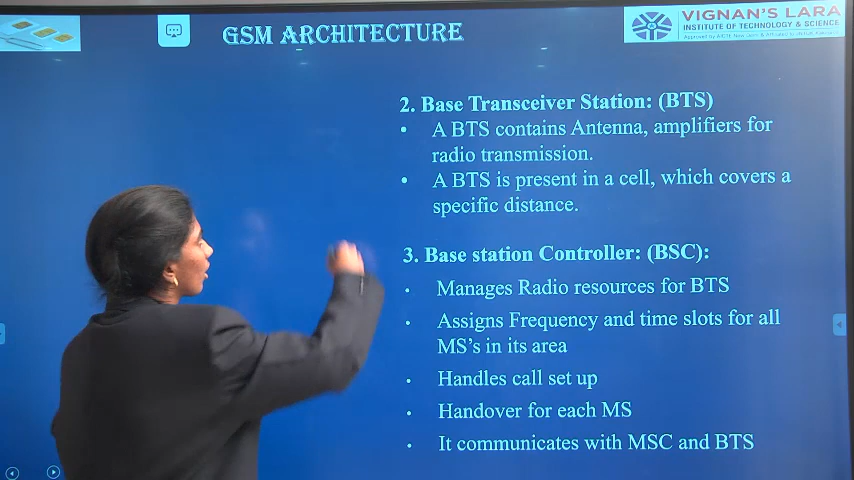 GSM ARCHITECTURE
VIGNAN'S LARA
INSTITUTE OF TECHNOLOGY & SCIENCE
2. Base Transceiver Station: (BTS)
• A BTS contains Antenna, amplifiers for
radio transmission.
• A BTS is present in a cell, which covers a
specific distance.
3. Base station Controller: (BSC):
• Manages Radio resources for BTS
• Assigns Frequency and time slots for all
MS's in its area
• Handles call set up
• Handover for each MS
• It communicates with MSC and BTS